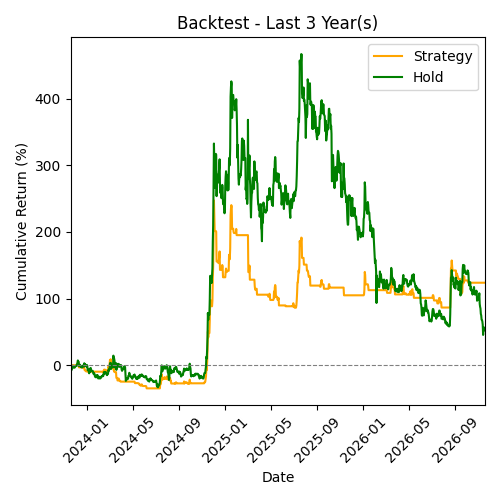 Backtest - Last 3 Year(s)
Strategy
Hold
Cumulative Return (%)
400
300
200
100
0
2024-01
2024-05
2024-09
2025-01
2025-05
2025-09
2026-01
2026-05
2026-09
Date